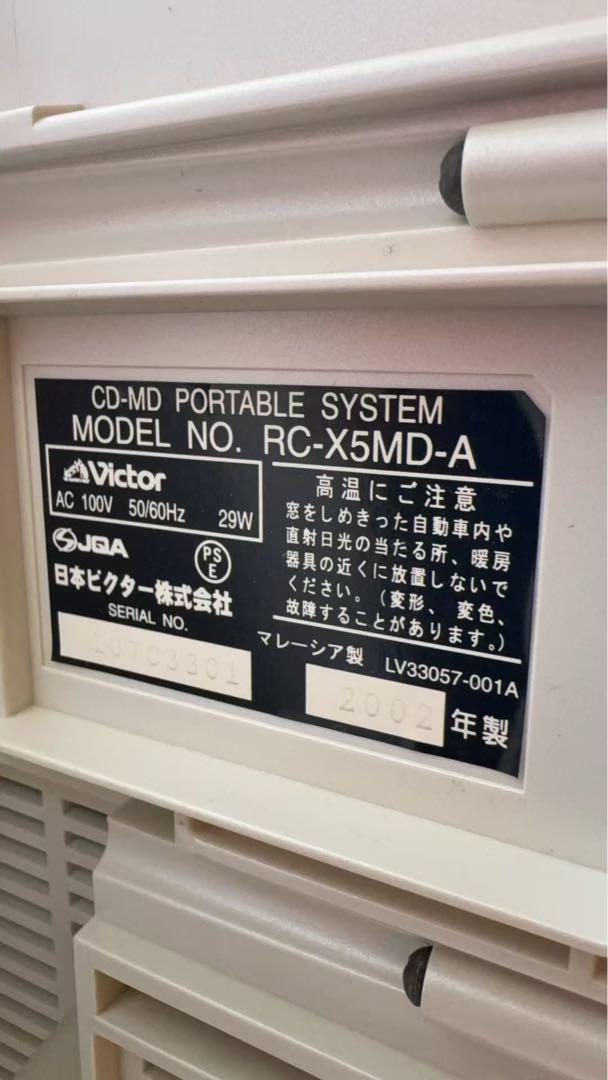 CD-MD PORTABLE SYSTEM
MODEL NO. RC-X5MD-A
Victor
AC 100V 50/60Hz 29W
JQA
PS
E
日本ビクター株式会社
SERIAL NO.
107C3301
高温にご注意
窓をしめきった自動車内や
直射日光の当たる所、暖房
器具の近くに放置しないで
ください。（変形、変色、
故障することがあります。）
マレーシア製 LV33057-001A
2002 年製